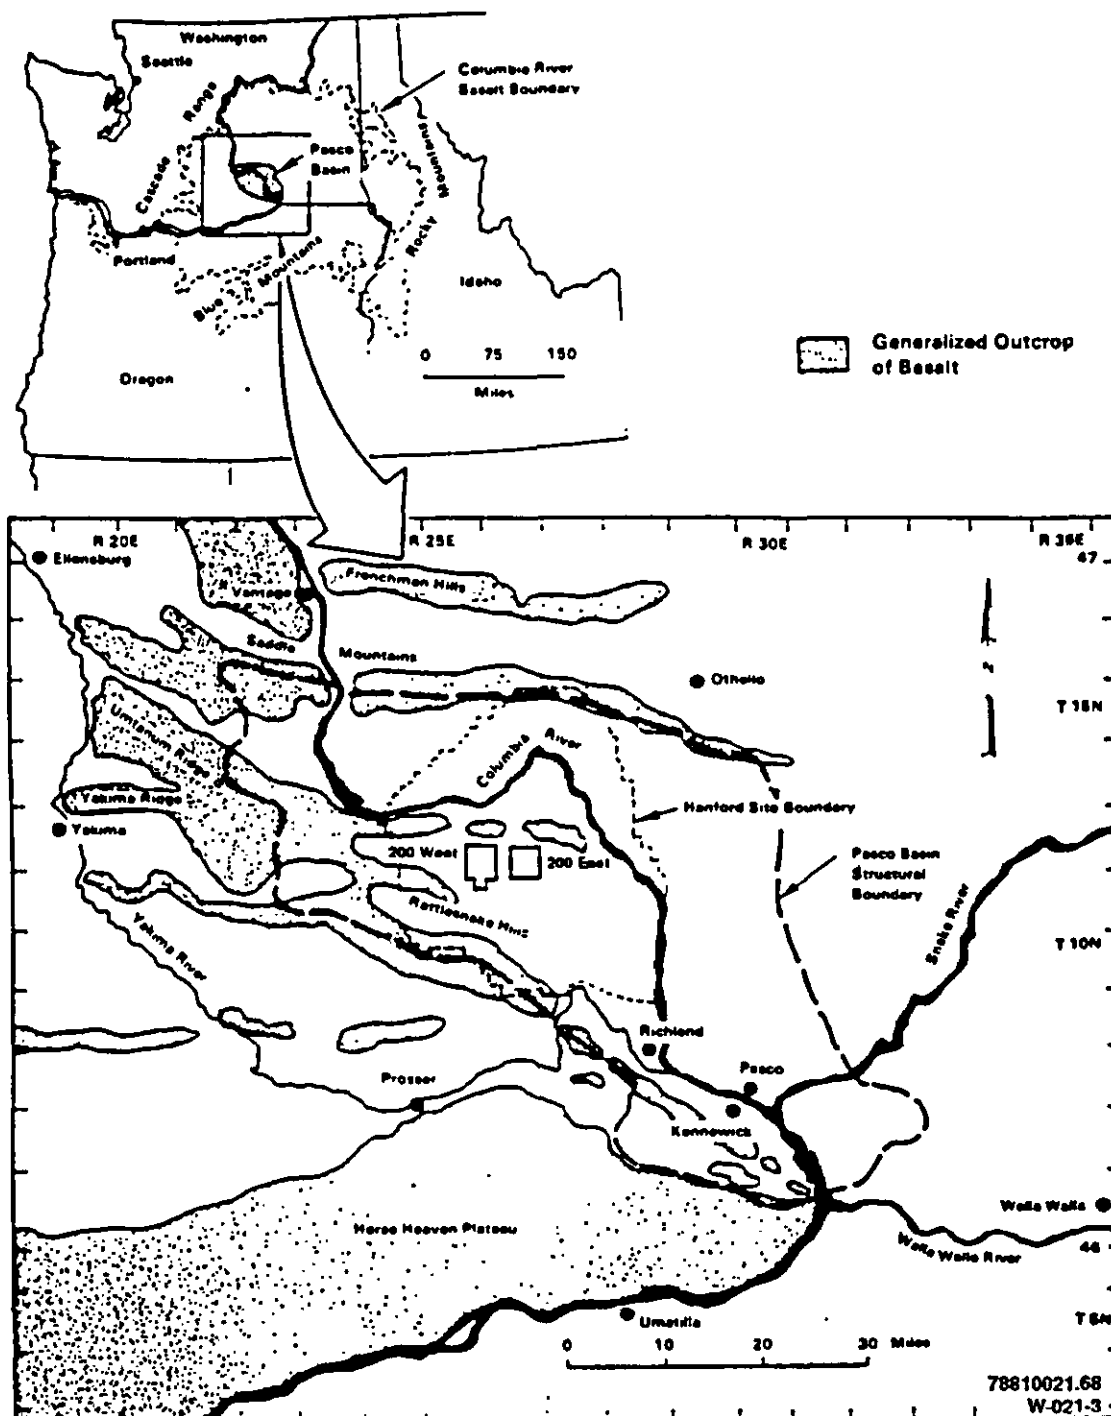 Washington
Seattle
Columbia River
Basalt Boundary
Cascade Range
Pasco
Basin
Rocky Mountains
Portland
Blue Mountains
Idaho
0 75 150
Miles
Oregon
Generalized Outcrop
of Basalt
R 20E R 25E R 30E R 36E
Ellensburg
47
Frenchman Hills
Vantage
Saddle Mountains
Othello
T 15N
N
Umtanum Ridge
Columbia River
Yakima Ridge
Hanford Site Boundary
Yakima
200 West
200 East
Pasco Basin
Structural
Boundary
Rattlesnake Hills
Snake River
Yakima River
T 10N
Richland
Prosser
Pasco
Kennewick
Walla Walla
Horse Heaven Plateau
Walla Walla River
46
Umatilla
T 5N
0 10 20 30 Miles
78810021.68
W-021-3